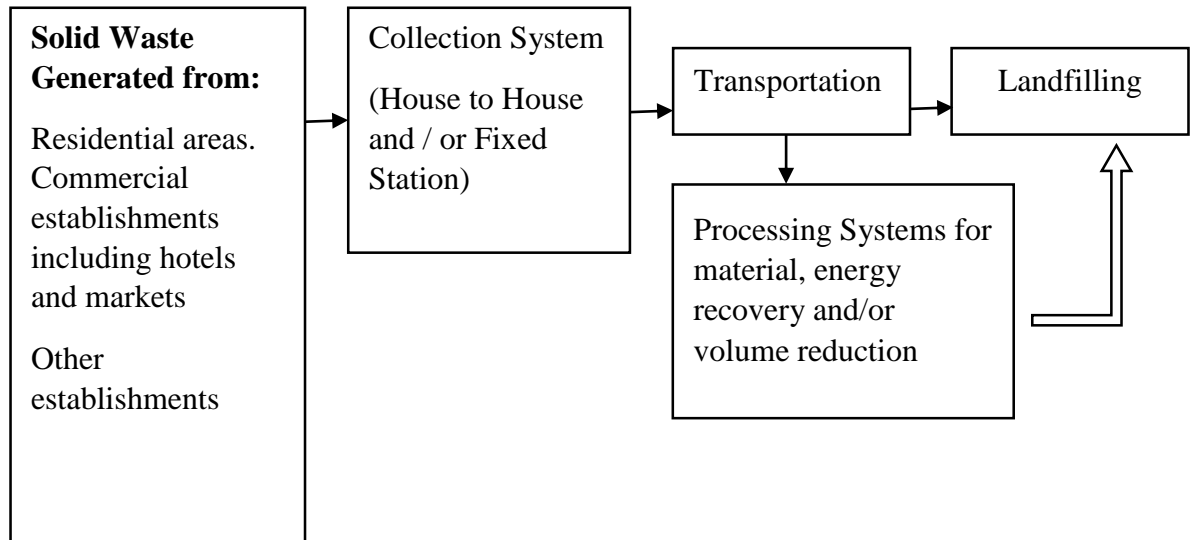 Solid Waste
Generated from:
Residential areas.
Commercial
establishments
including hotels
and markets
Other
establishments
Collection System
(House to House
and / or Fixed
Station)
Transportation
Landfilling
Processing Systems for
material, energy
recovery and/or
volume reduction